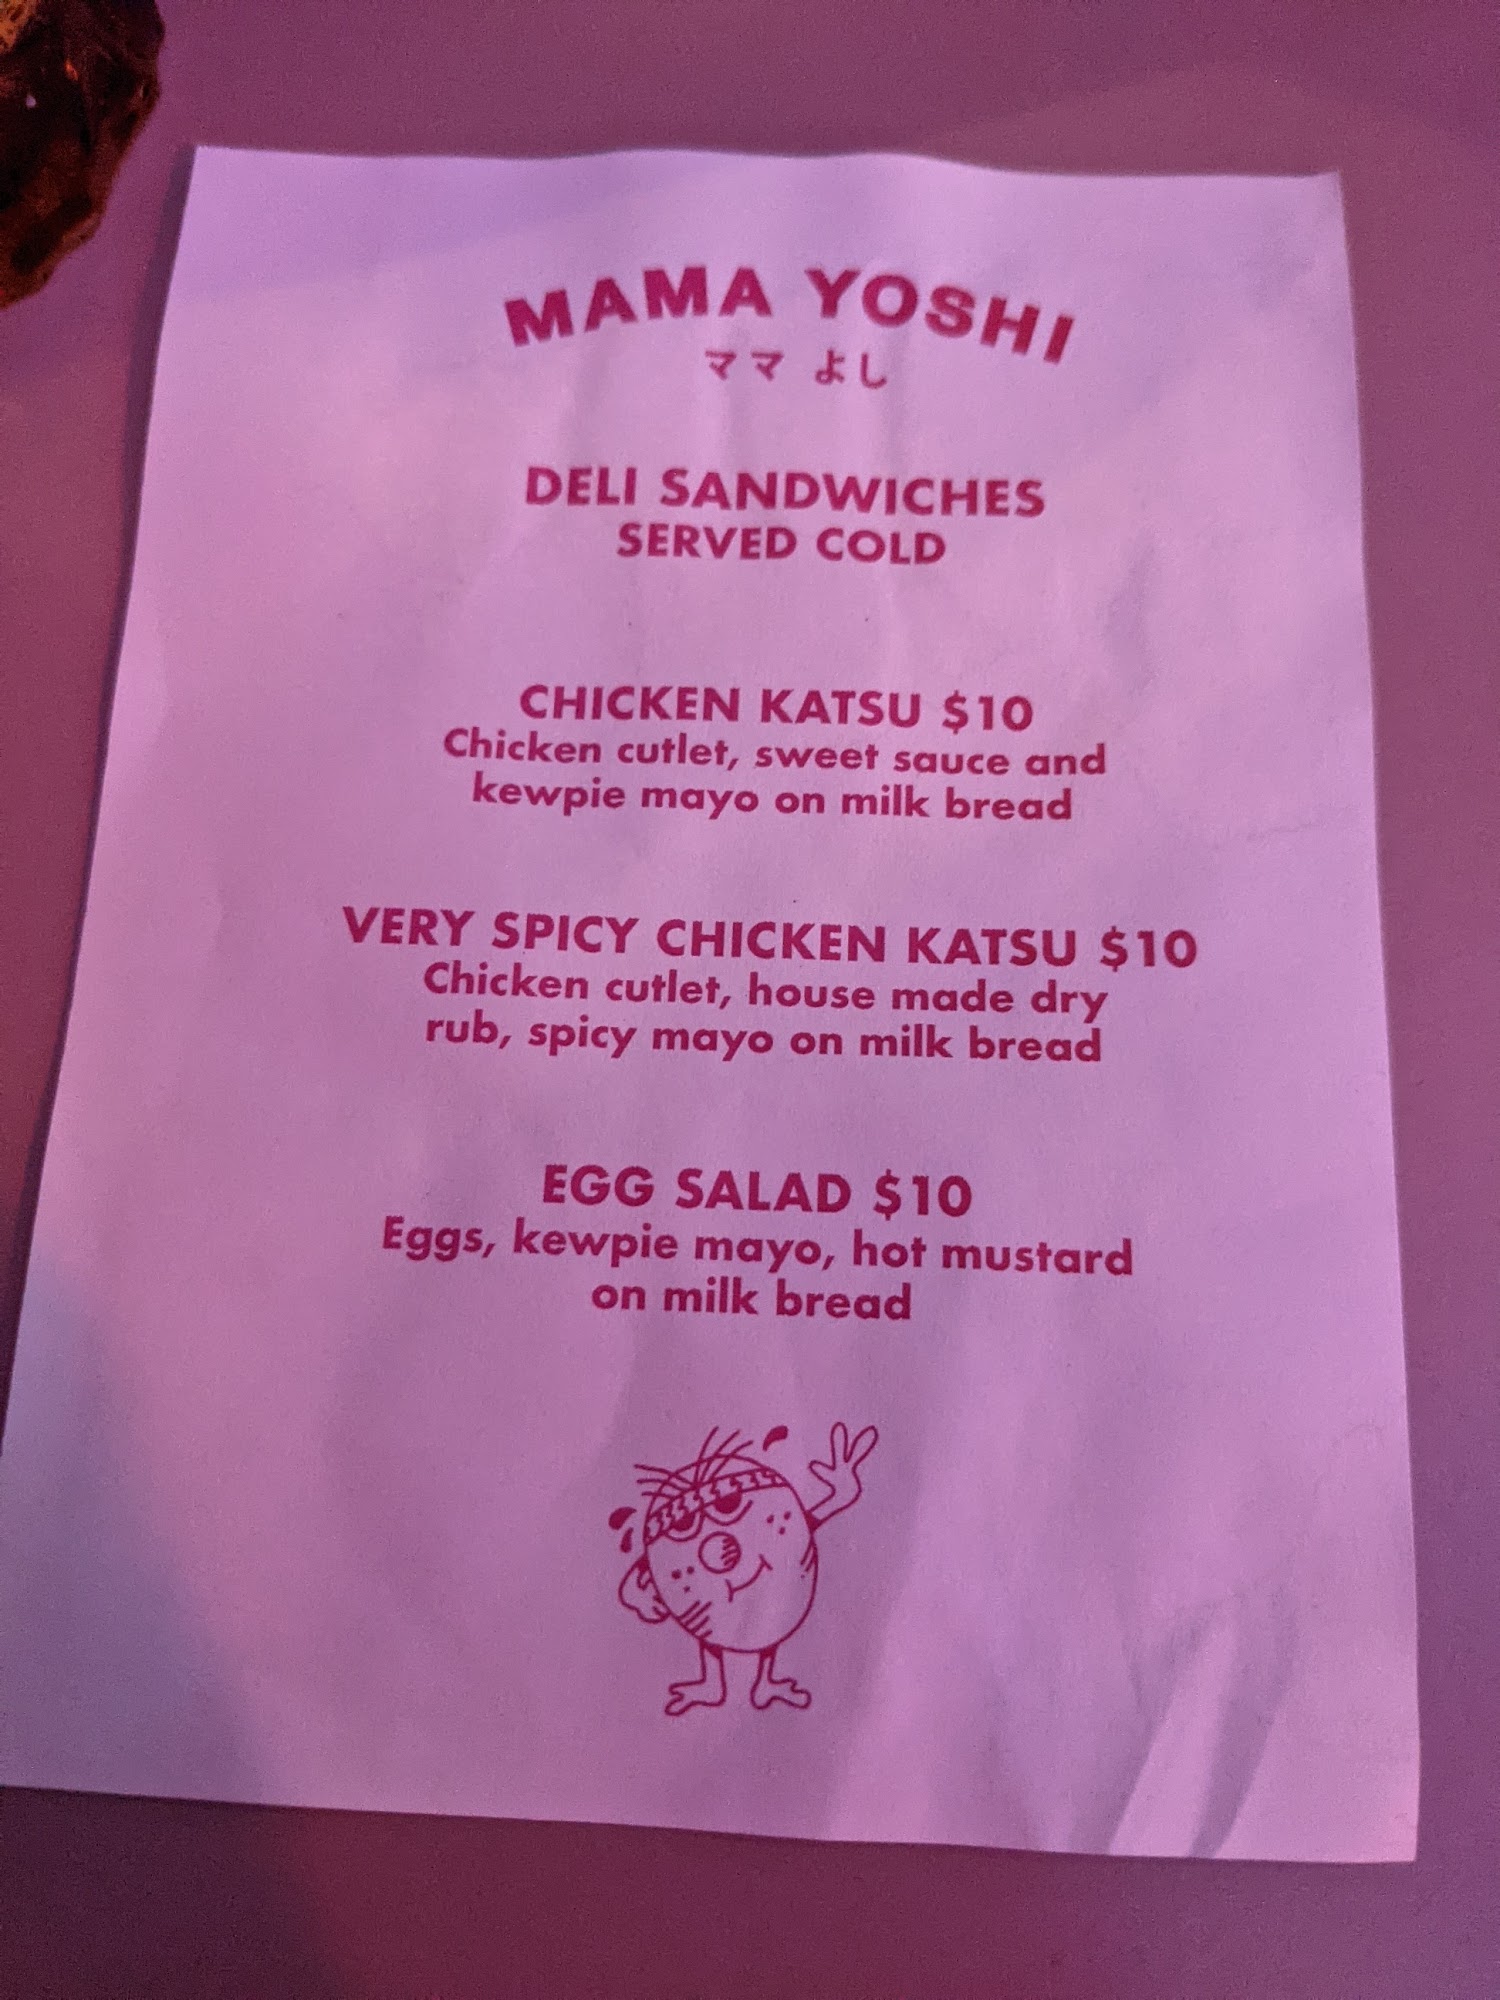 MAMA YOSHI
ママ よし
DELI SANDWICHES
SERVED COLD
CHICKEN KATSU $10
Chicken cutlet, sweet sauce and
kewpie mayo on milk bread
VERY SPICY CHICKEN KATSU $10
Chicken cutlet, house made dry
rub, spicy mayo on milk bread
EGG SALAD $10
Eggs, kewpie mayo, hot mustard
on milk bread